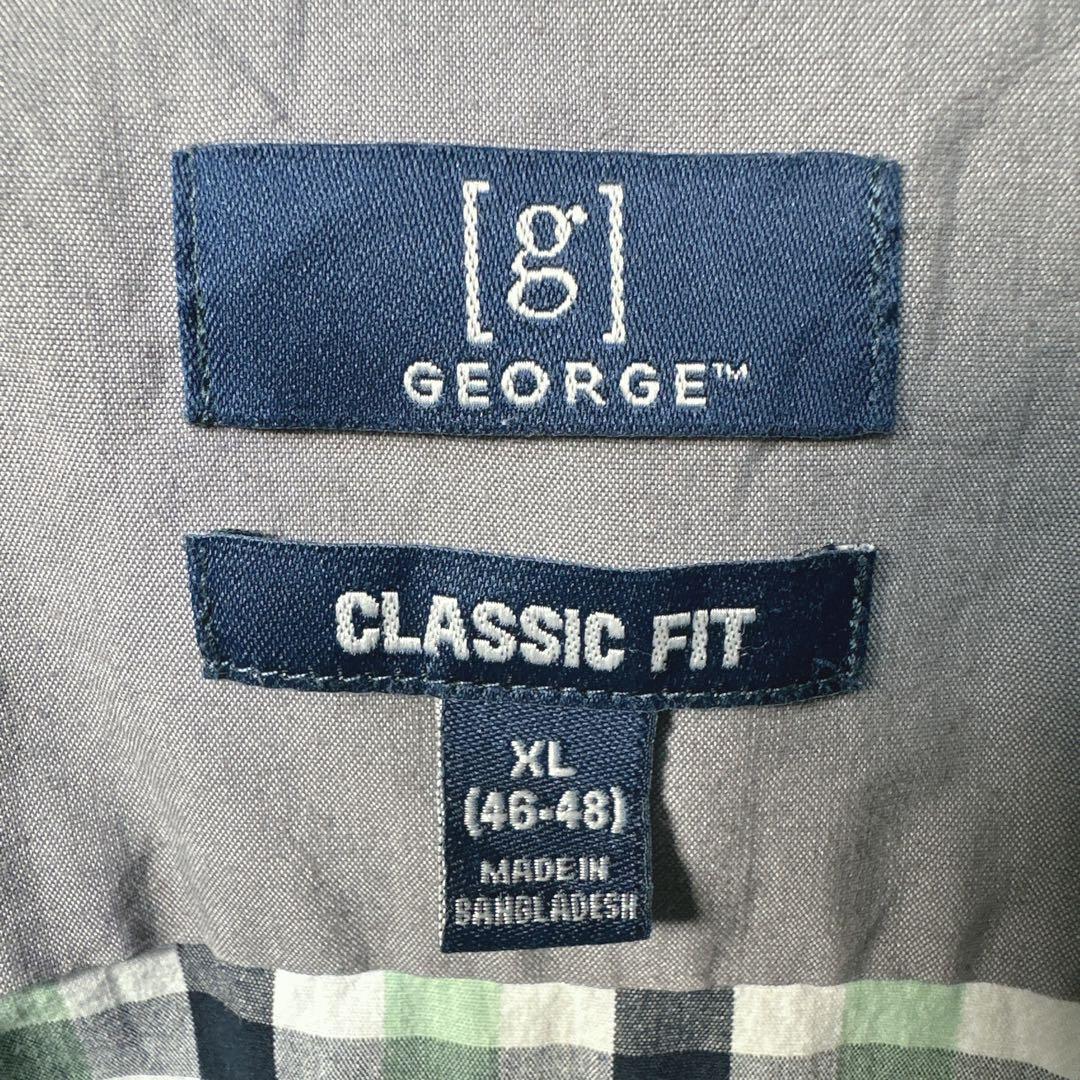 [g]
GEORGE™
CLASSIC FIT
XL
(46-48)
MADE IN
BANGLADESH